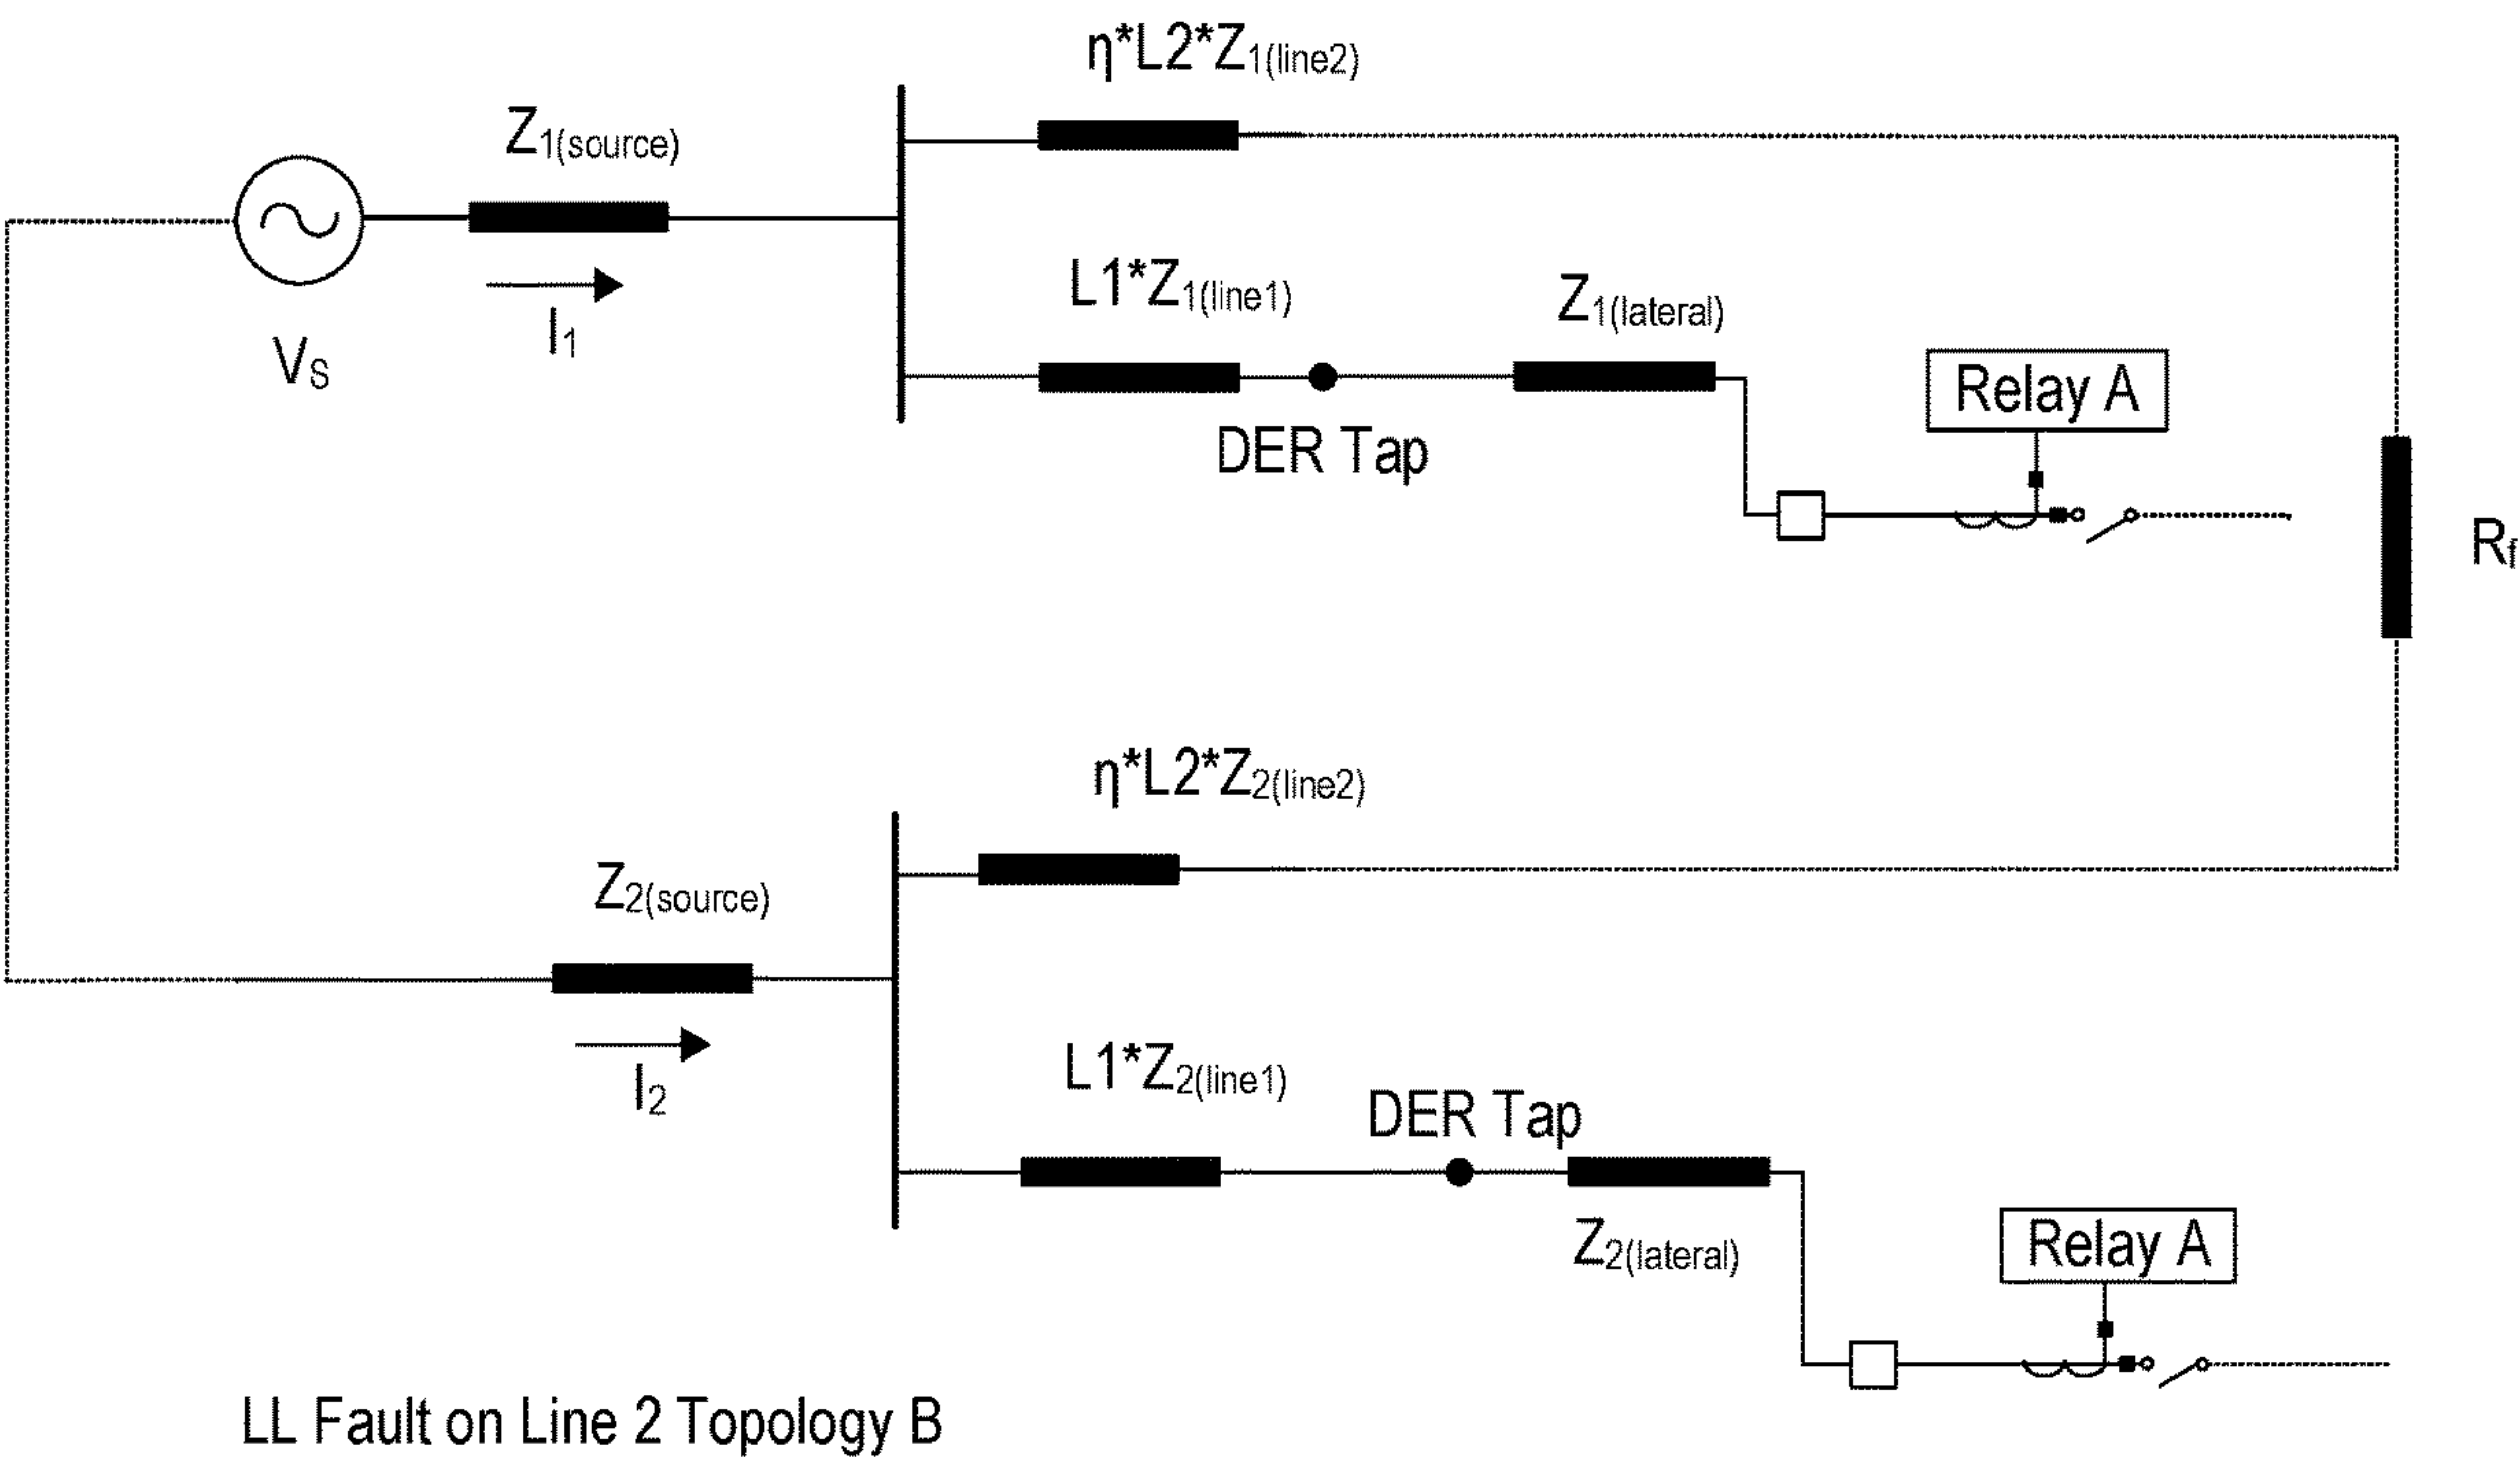 η*L2*Z1(line2)
Z1(source)
I1
VS
L1*Z1(line1)
Z1(lateral)
DER Tap
Relay A
Rf
η*L2*Z2(line2)
Z2(source)
I2
L1*Z2(line1)
DER Tap
Z2(lateral)
Relay A
LL Fault on Line 2 Topology B